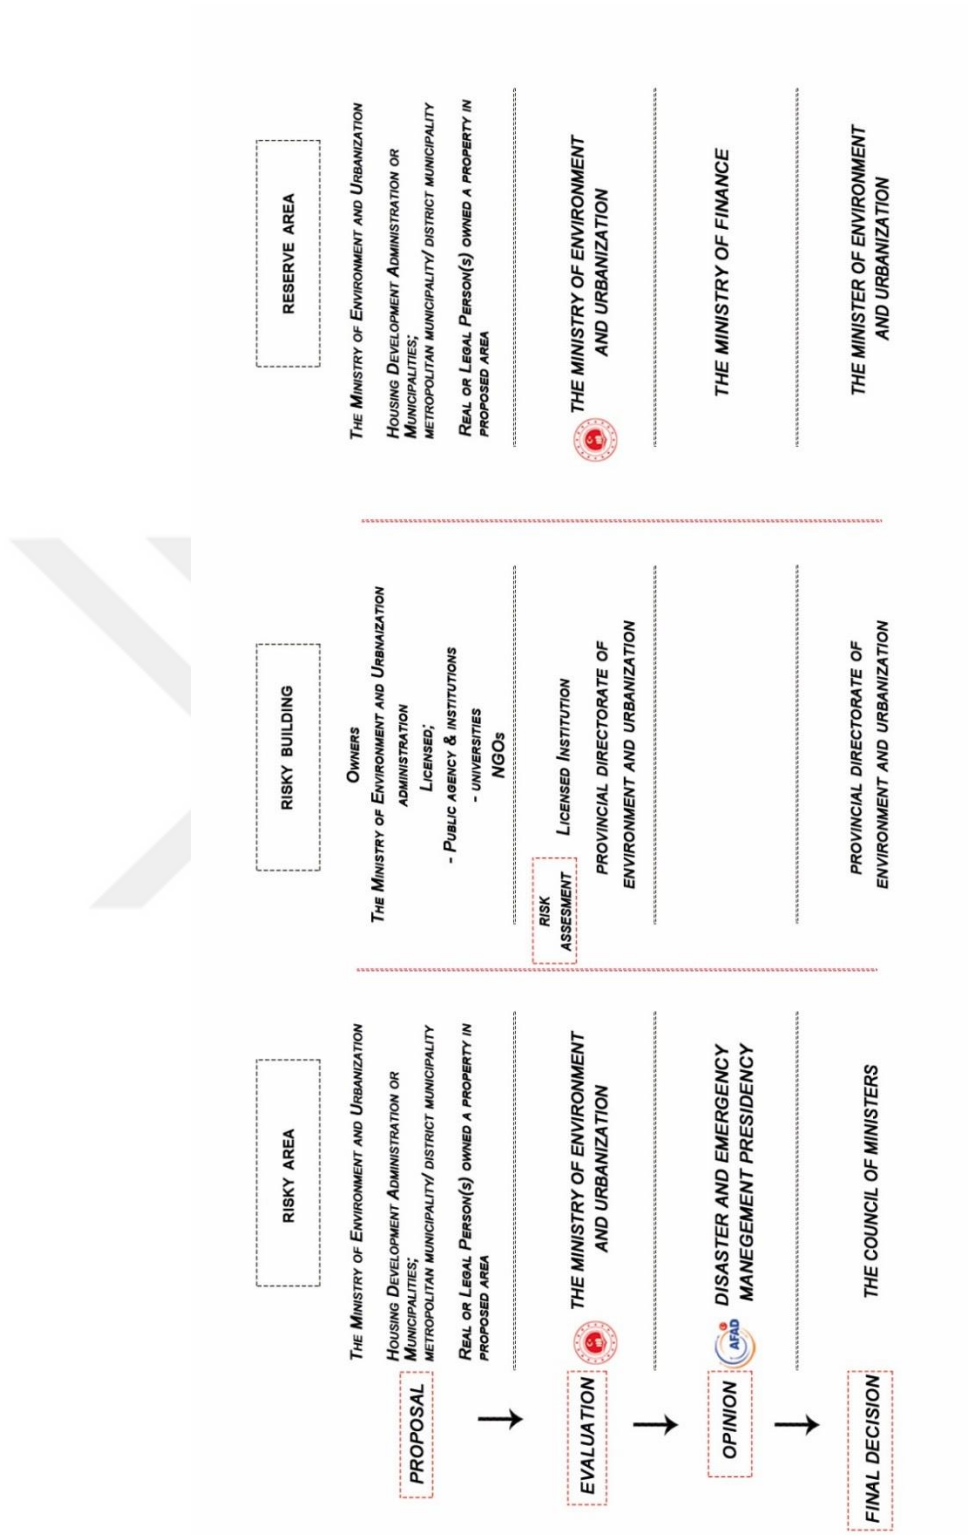 RISKY AREA
RISKY BUILDING
RESERVE AREA
PROPOSAL
THE MINISTRY OF ENVIRONMENT AND URBANIZATION
HOUSING DEVELOPMENT ADMINISTRATION OR
MUNICIPALITIES;
METROPOLITAN MUNICIPALITY/ DISTRICT MUNICIPALITY
REAL OR LEGAL PERSON(S) OWNED A PROPERTY IN
PROPOSED AREA
OWNERS
THE MINISTRY OF ENVIRONMENT AND URBNAIZATION
ADMINISTRATION
LICENSED;
- PUBLIC AGENCY & INSTITUTIONS
- UNIVERSITIES
NGOS
THE MINISTRY OF ENVIRONMENT AND URBANIZATION
HOUSING DEVELOPMENT ADMINISTRATION OR
MUNICIPALITIES;
METROPOLITAN MUNICIPALITY/ DISTRICT MUNICIPALITY
REAL OR LEGAL PERSON(S) OWNED A PROPERTY IN
PROPOSED AREA
EVALUATION
THE MINISTRY OF ENVIRONMENT
AND URBANIZATION
RISK
ASSESMENT
LICENSED INSTITUTION
PROVINCIAL DIRECTORATE OF
ENVIRONMENT AND URBANIZATION
THE MINISTRY OF ENVIRONMENT
AND URBANIZATION
OPINION
AFAD
DISASTER AND EMERGENCY
MANEGEMENT PRESIDENCY
THE MINISTRY OF FINANCE
FINAL DECISION
THE COUNCIL OF MINISTERS
PROVINCIAL DIRECTORATE OF
ENVIRONMENT AND URBANIZATION
THE MINISTER OF ENVIRONMENT
AND URBANIZATION